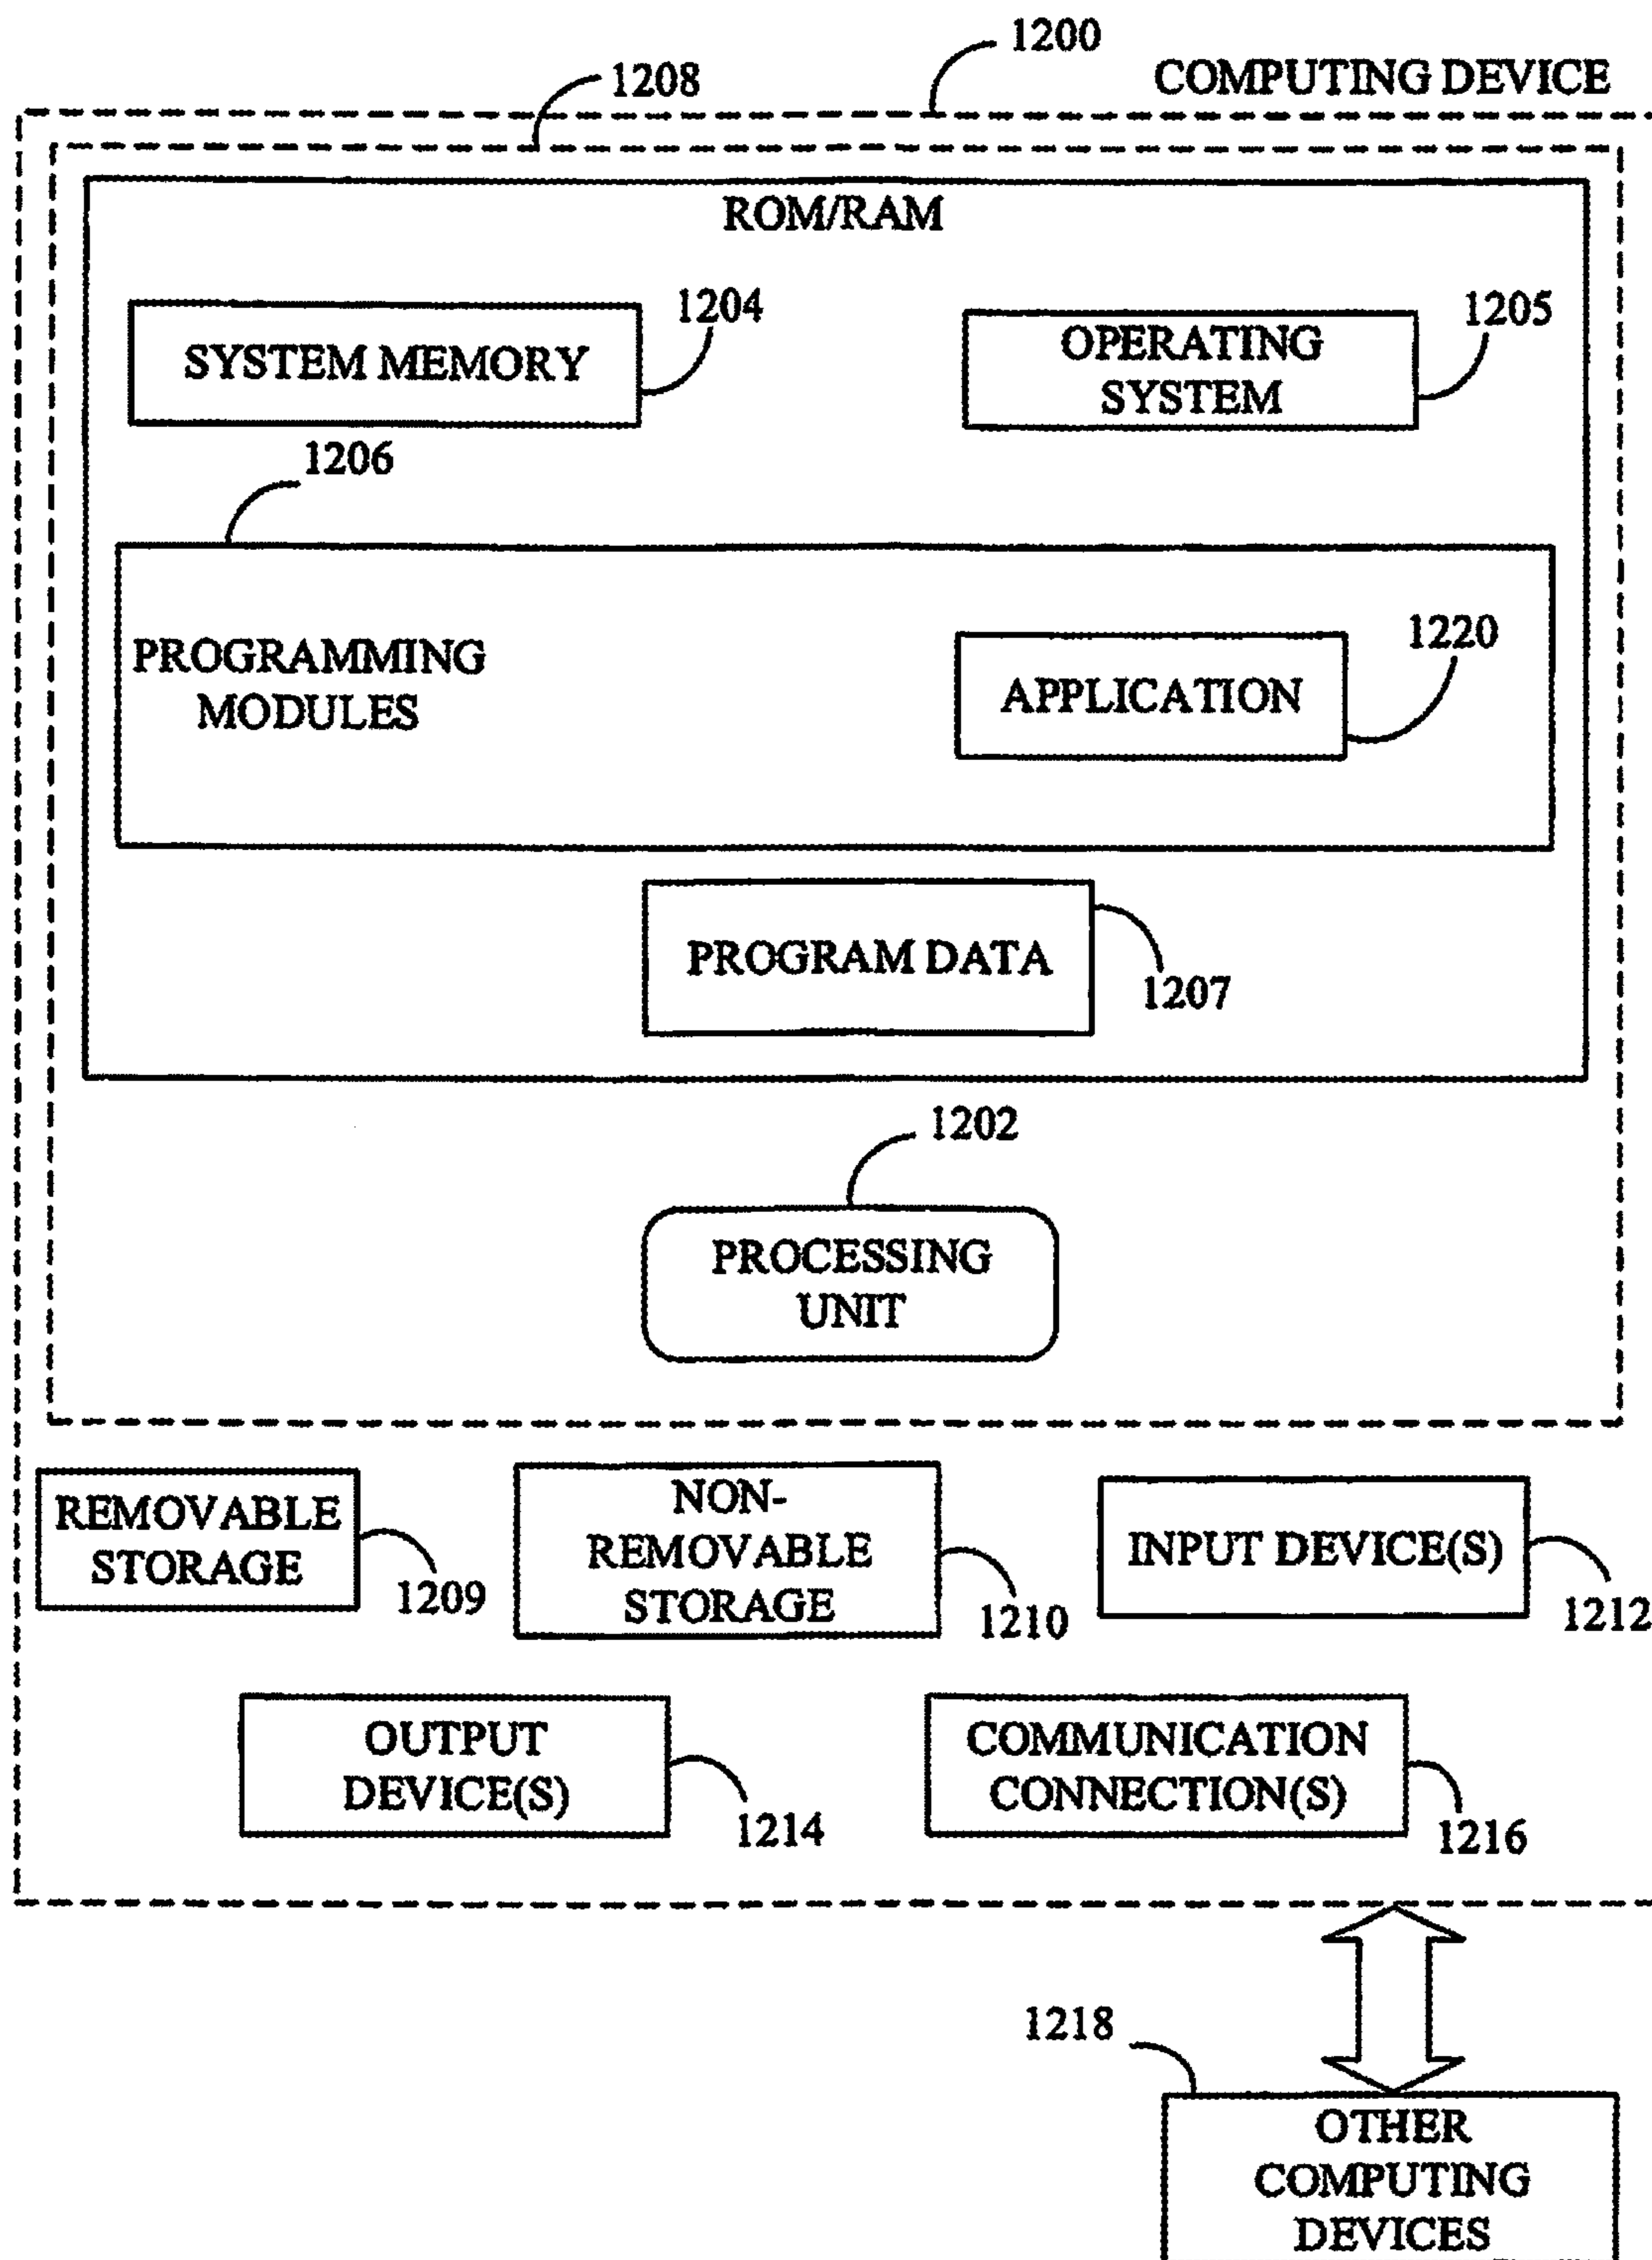 1200
COMPUTING DEVICE
1208
ROM/RAM
1204
SYSTEM MEMORY
1205
OPERATING
SYSTEM
1206
PROGRAMMING
MODULES
1220
APPLICATION
PROGRAM DATA
1207
1202
PROCESSING
UNIT
REMOVABLE
STORAGE
1209
NON-
REMOVABLE
STORAGE
1210
INPUT DEVICE(S)
1212
OUTPUT
DEVICE(S)
1214
COMMUNICATION
CONNECTION(S)
1216
1218
OTHER
COMPUTING
DEVICES